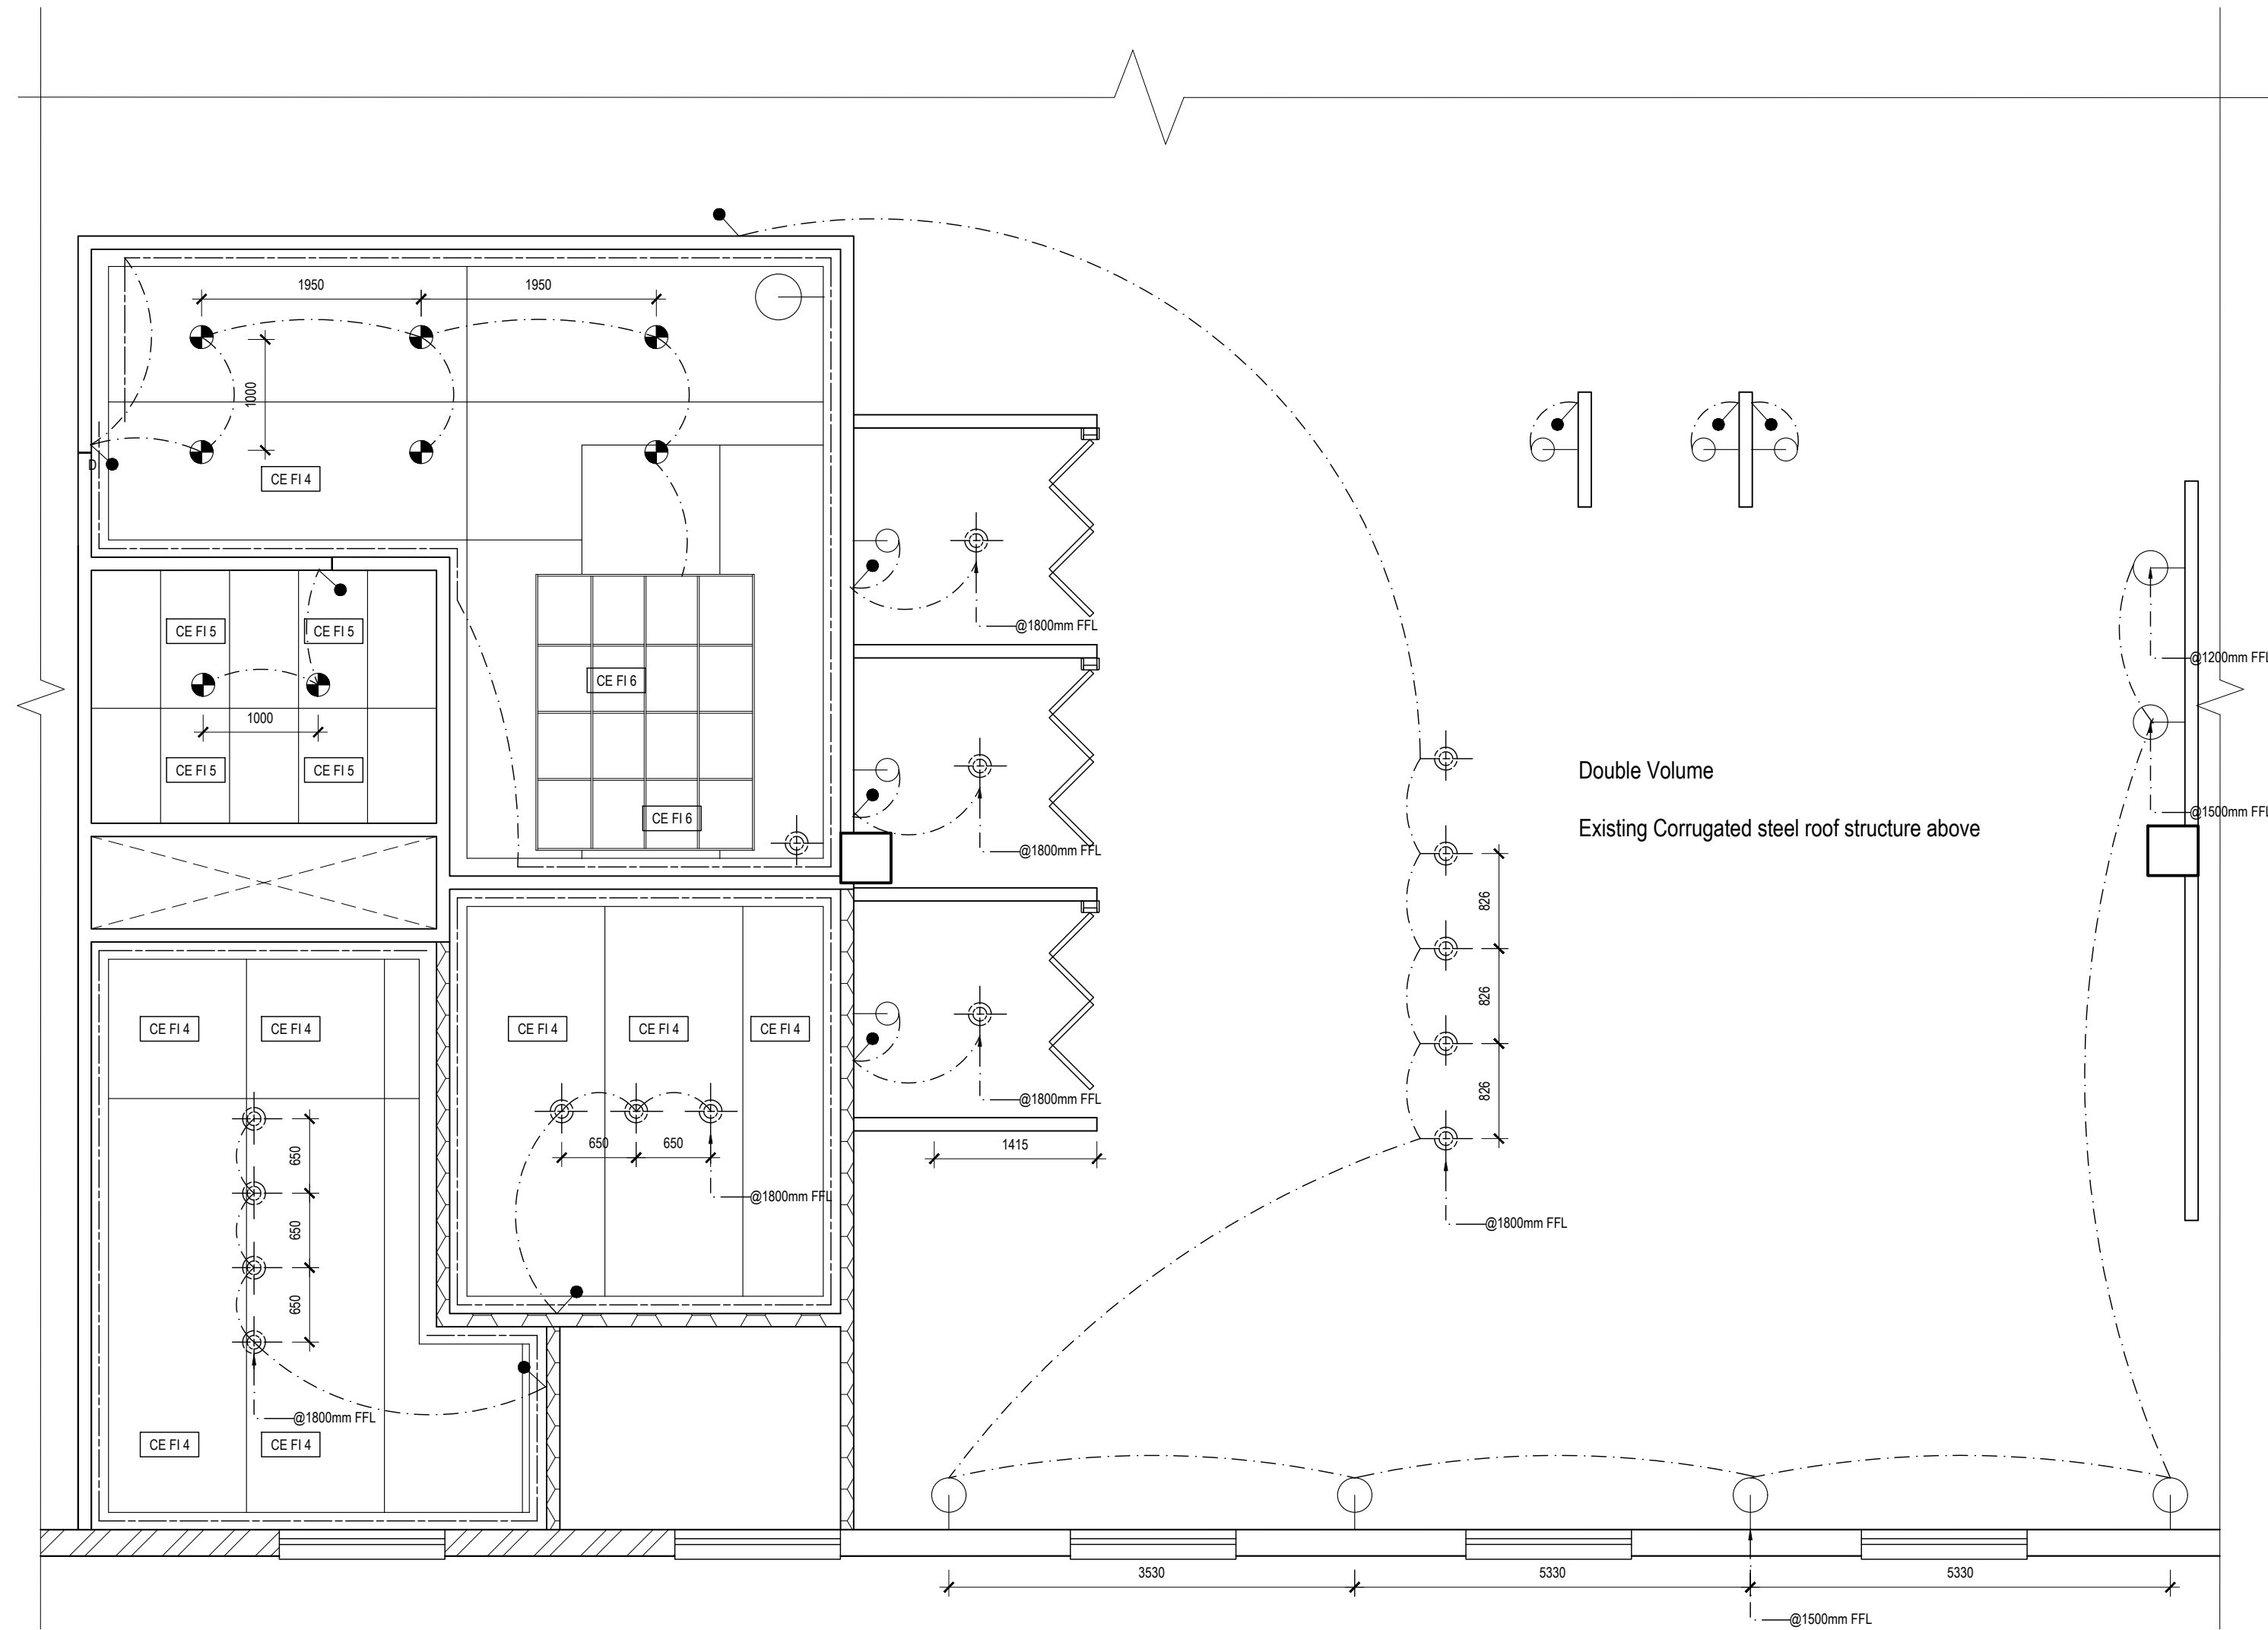 1950
1950
1000
D
CE FI 4
CE FI 5
CE FI 5
@1800mm FFL
@1200mm FFL
CE FI 6
1000
CE FI 5
CE FI 5
Double Volume
@1500mm FFL
CE FI 6
Existing Corrugated steel roof structure above
@1800mm FFL
826
826
826
CE FI 4
CE FI 4
CE FI 4
CE FI 4
CE FI 4
@1800mm FFL
650
650
650
650
650
1415
@1800mm FFL
@1800mm FFL
@1800mm FFL
CE FI 4
CE FI 4
3530
5330
5330
@1500mm FFL